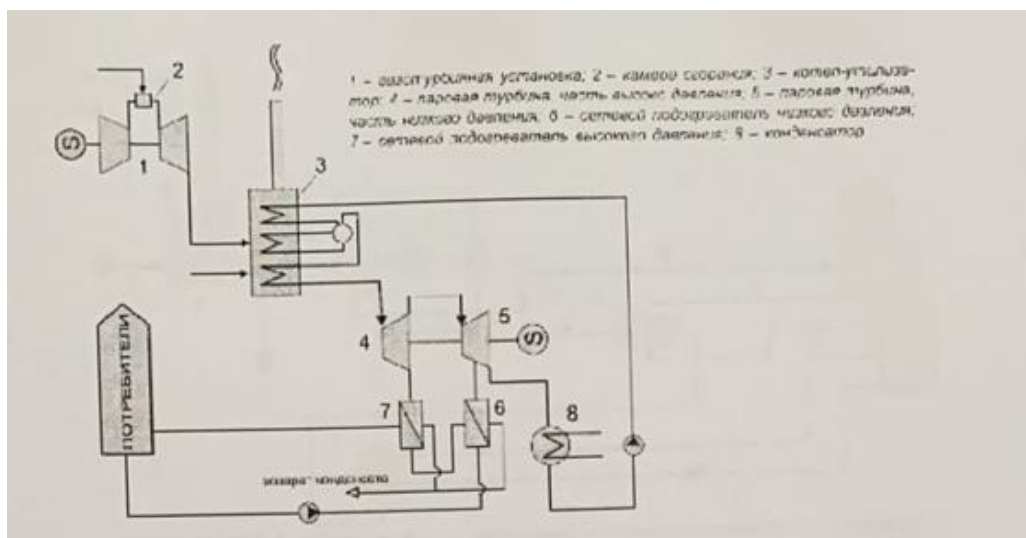 1 – газотурбинная установка; 2 – камера сгорания; 3 – котел-утилиза-
тор; 4 – паровая турбина, часть высоко давления; 5 – паровая турбина,
часть низкого давления; 6 – сетевой подогреватель низкого давления;
7 – сетевой подогреватель высокого давления; 8 – конденсатор
2
S
1
3
4
5
S
7
6
8
ПОТРЕБИТЕЛИ
конденсата